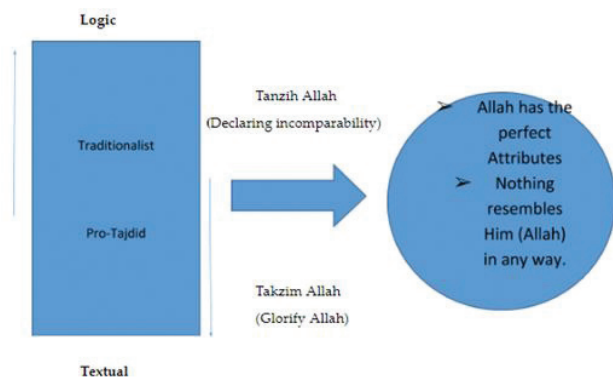 Logic
Traditionalist
Pro-Tajdid
Textual
Tanzih Allah
(Declaring incomparability)
Takzim Allah
(Glorify Allah)
➢ Allah has the
perfect
Attributes
➢ Nothing
resembles
Him (Allah)
in any way.